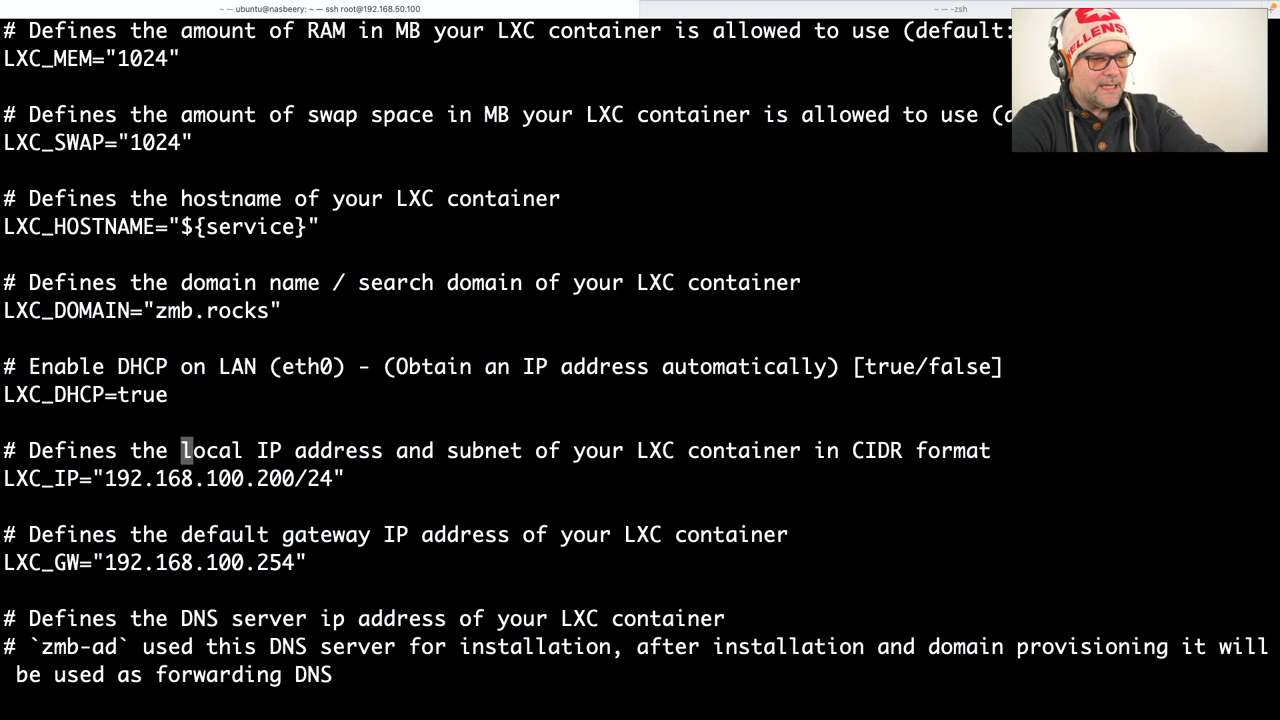 ~ — ubuntu@nasbeery: ~ — ssh root@192.168.50.100
~ — -zsh
# Defines the amount of RAM in MB your LXC container is allowed to use (default:
LXC_MEM="1024"
# Defines the amount of swap space in MB your LXC container is allowed to use (
LXC_SWAP="1024"
# Defines the hostname of your LXC container
LXC_HOSTNAME="${service}"
# Defines the domain name / search domain of your LXC container
LXC_DOMAIN="zmb.rocks"
# Enable DHCP on LAN (eth0) - (Obtain an IP address automatically) [true/false]
LXC_DHCP=true
# Defines the local IP address and subnet of your LXC container in CIDR format
LXC_IP="192.168.100.200/24"
# Defines the default gateway IP address of your LXC container
LXC_GW="192.168.100.254"
# Defines the DNS server ip address of your LXC container
# `zmb-ad` used this DNS server for installation, after installation and domain provisioning it will
be used as forwarding DNS